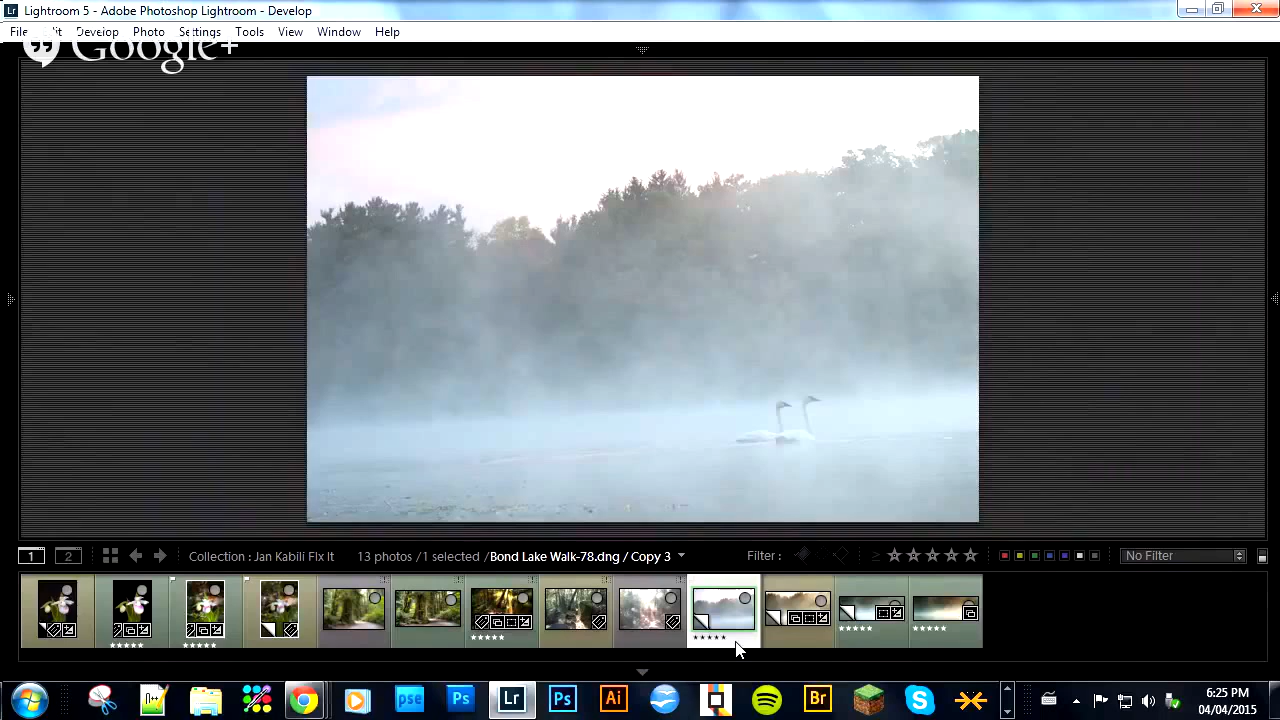 Lr Lightroom 5 - Adobe Photoshop Lightroom - Develop
File Edit Develop Photo Settings Tools View Window Help
Google+
1 2 Collection : Jan Kabili FIx It 13 photos / 1 selected / Bond Lake Walk-78.dng / Copy 3 Filter : No Filter
pse Ps Lr Ps Ai Br
6:25 PM
04/04/2015